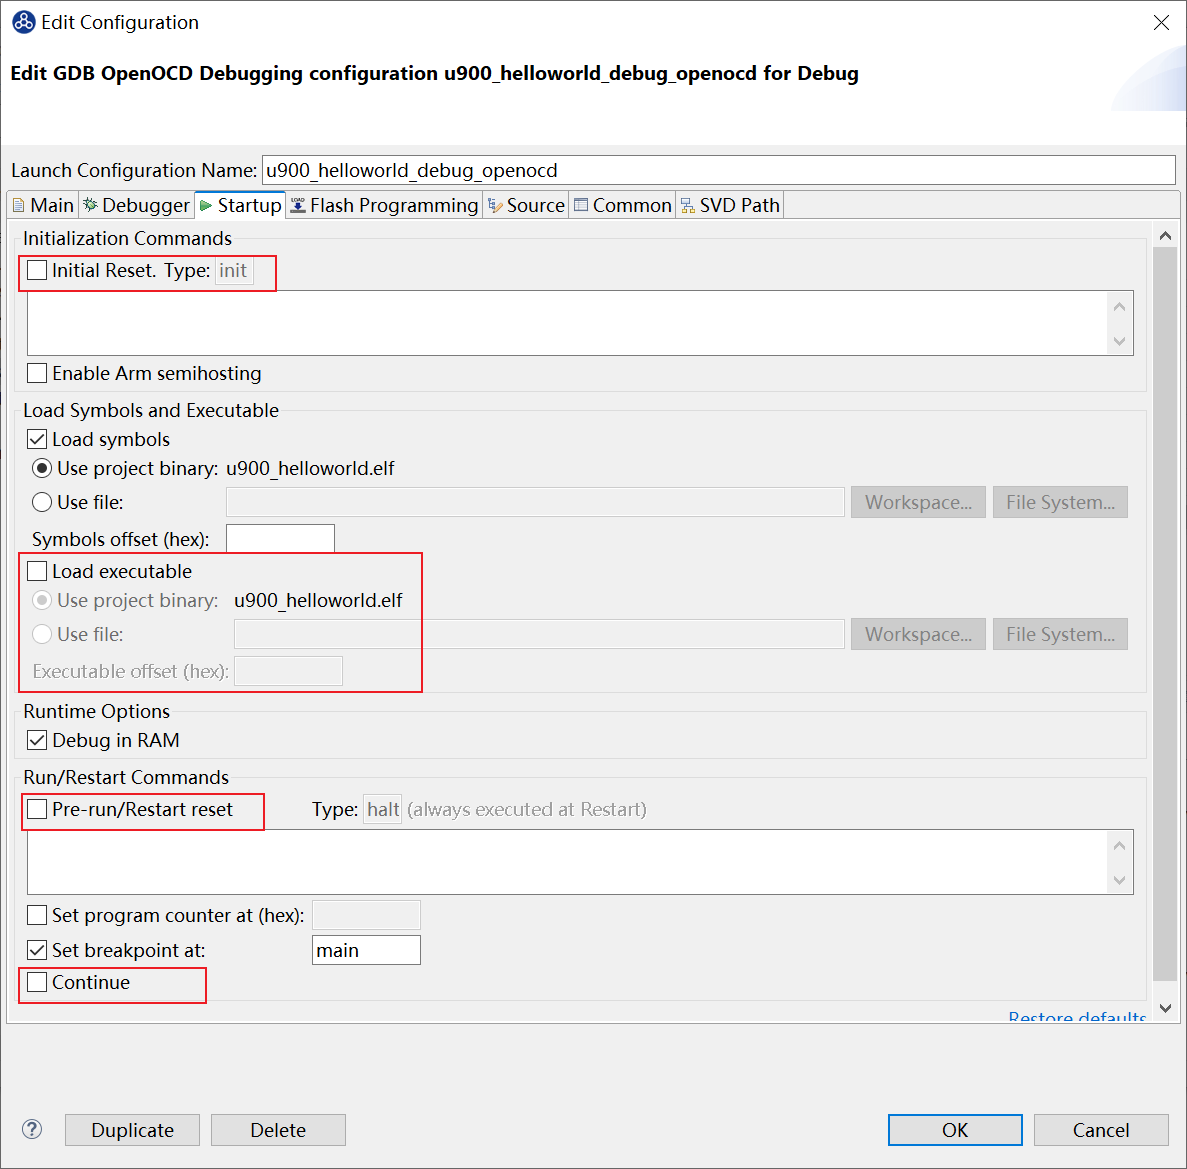 Edit Configuration
Edit GDB OpenOCD Debugging configuration u900_helloworld_debug_openocd for Debug
Launch Configuration Name: u900_helloworld_debug_openocd
Main Debugger Startup Flash Programming Source Common SVD Path
Initialization Commands
Initial Reset. Type: init
Enable Arm semihosting
Load Symbols and Executable
Load symbols
Use project binary: u900_helloworld.elf
Use file: Workspace... File System...
Symbols offset (hex):
Load executable
Use project binary: u900_helloworld.elf
Use file: Workspace... File System...
Executable offset (hex):
Runtime Options
Debug in RAM
Run/Restart Commands
Pre-run/Restart reset Type: halt (always executed at Restart)
Set program counter at (hex):
Set breakpoint at: main
Continue
Restore defaults
Duplicate Delete OK Cancel